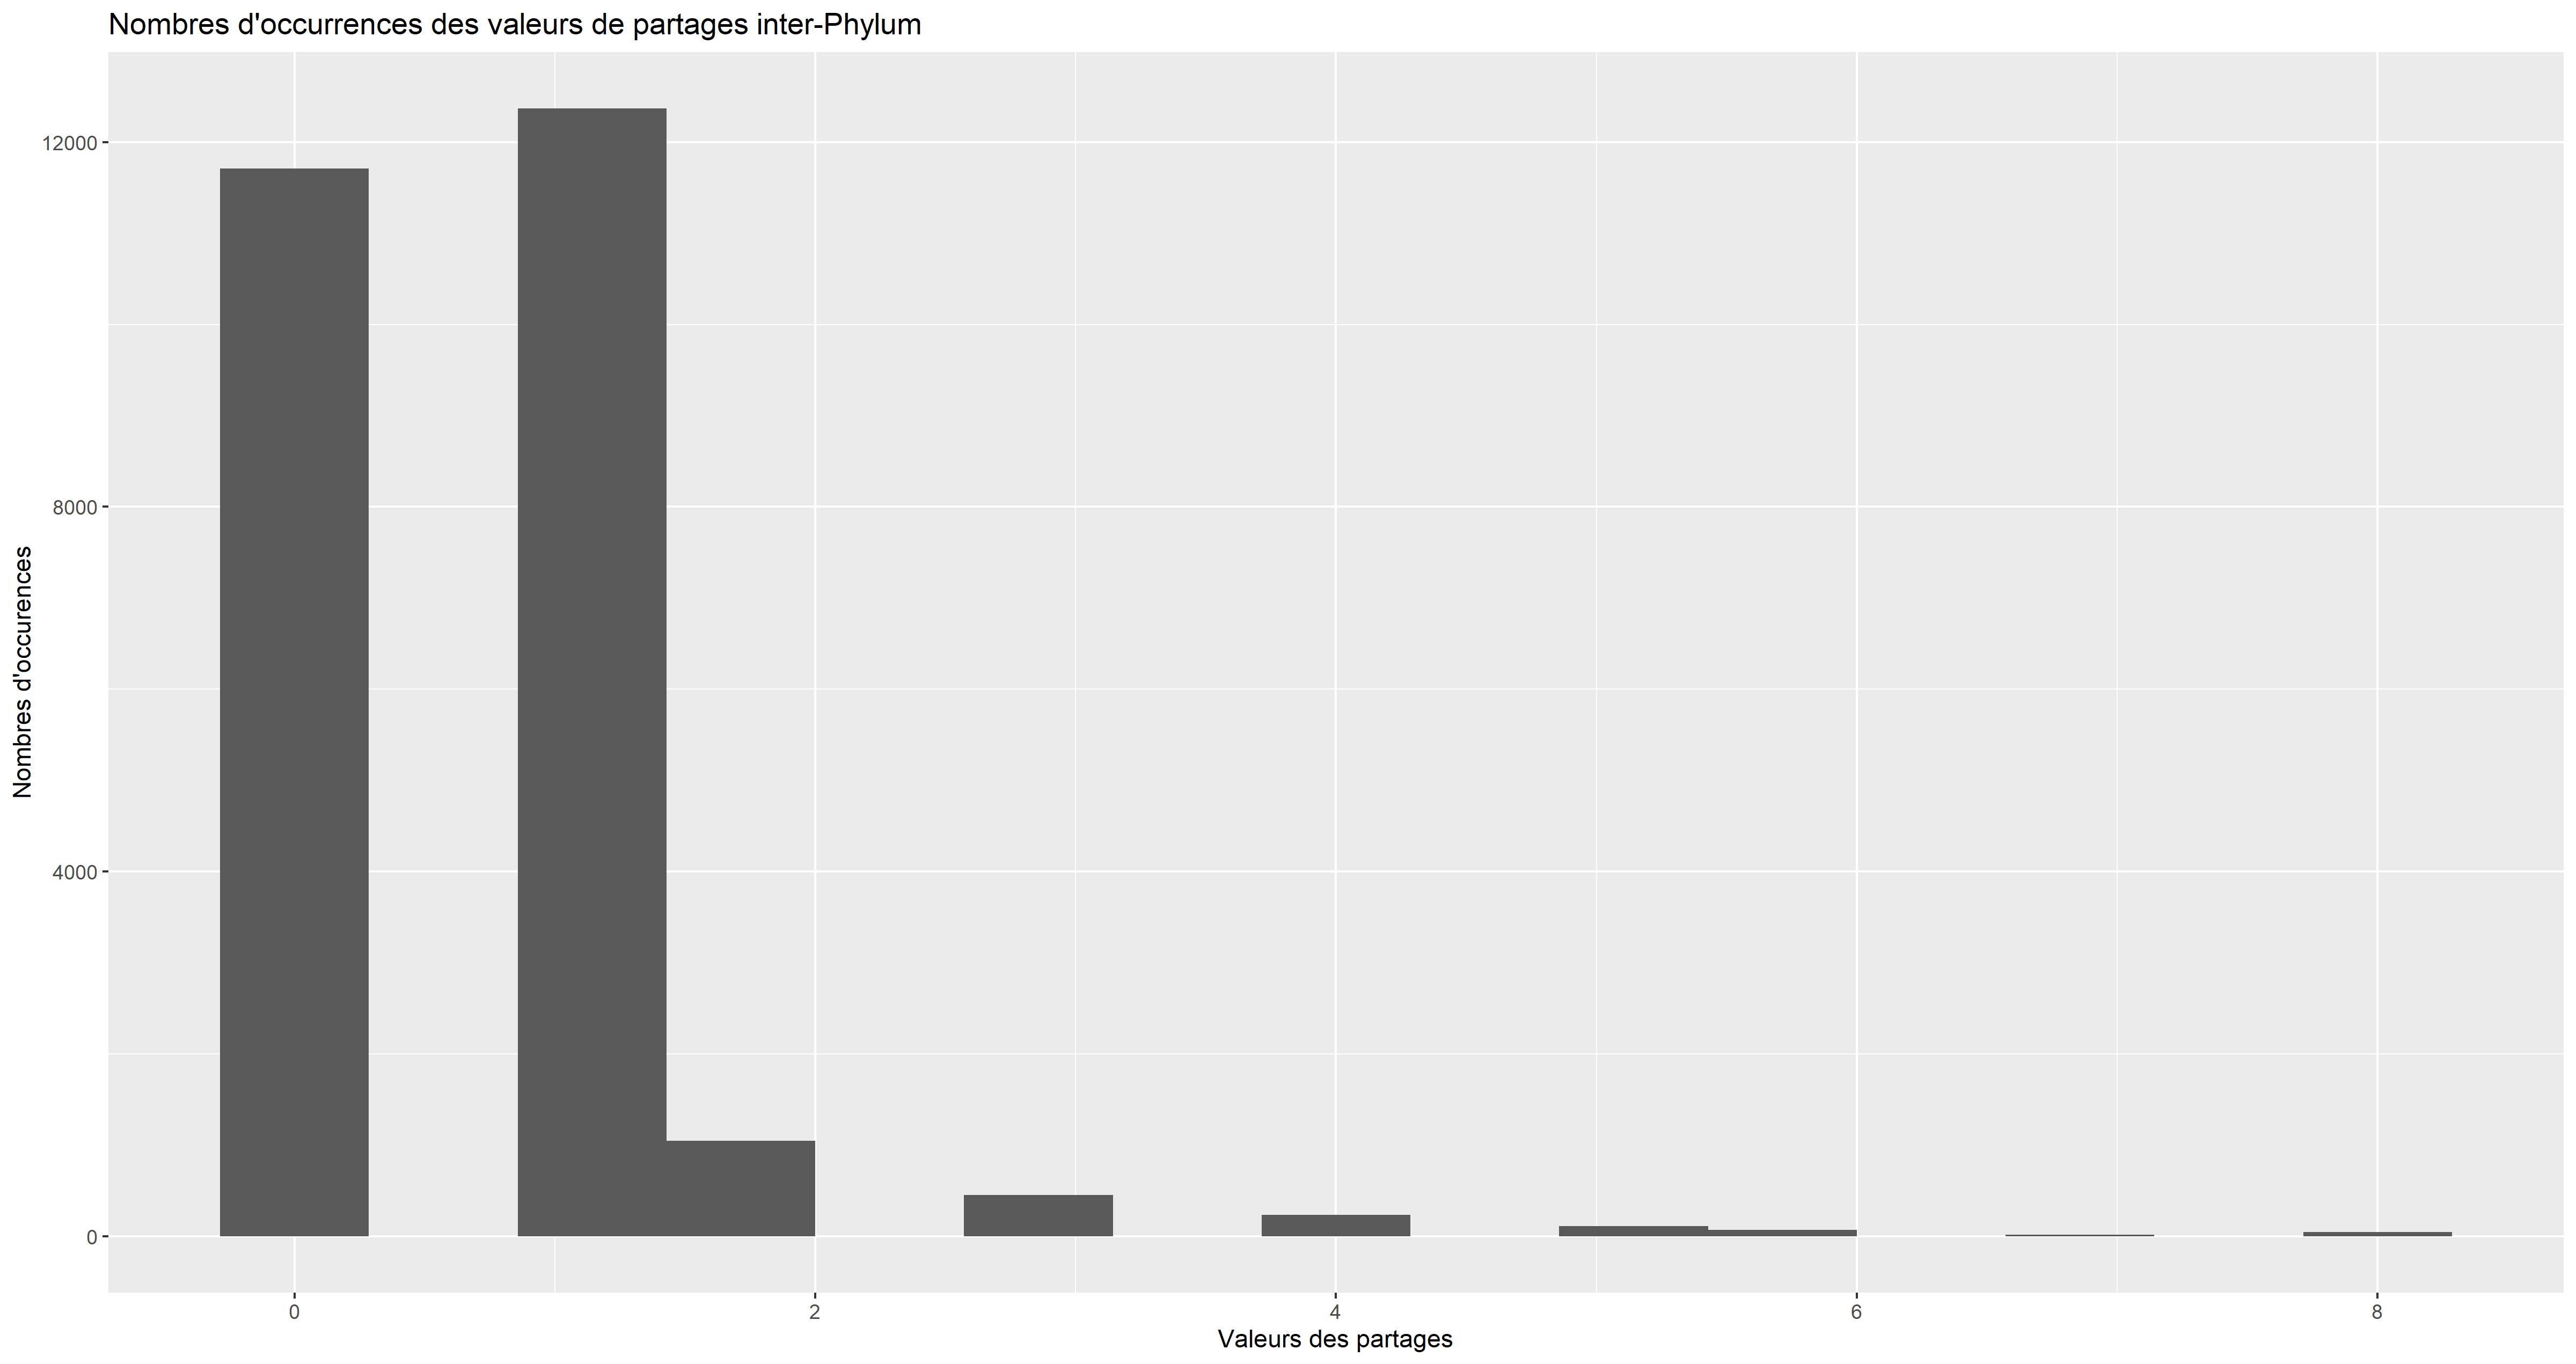 Nombres d'occurrences des valeurs de partages inter-Phylum
Nombres d'occurences
12000
8000
4000
0
0 2 4 6 8
Valeurs des partages